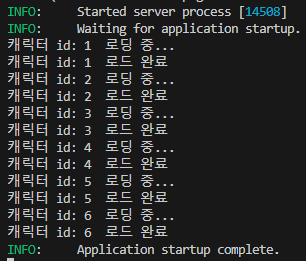 INFO:     Started server process [14508]
INFO:     Waiting for application startup.
캐릭터 id: 1  로딩 중...
캐릭터 id: 1  로드 완료
캐릭터 id: 2  로딩 중...
캐릭터 id: 2  로드 완료
캐릭터 id: 3  로딩 중...
캐릭터 id: 3  로드 완료
캐릭터 id: 4  로딩 중...
캐릭터 id: 4  로드 완료
캐릭터 id: 5  로딩 중...
캐릭터 id: 5  로드 완료
캐릭터 id: 6  로딩 중...
캐릭터 id: 6  로드 완료
INFO:     Application startup complete.